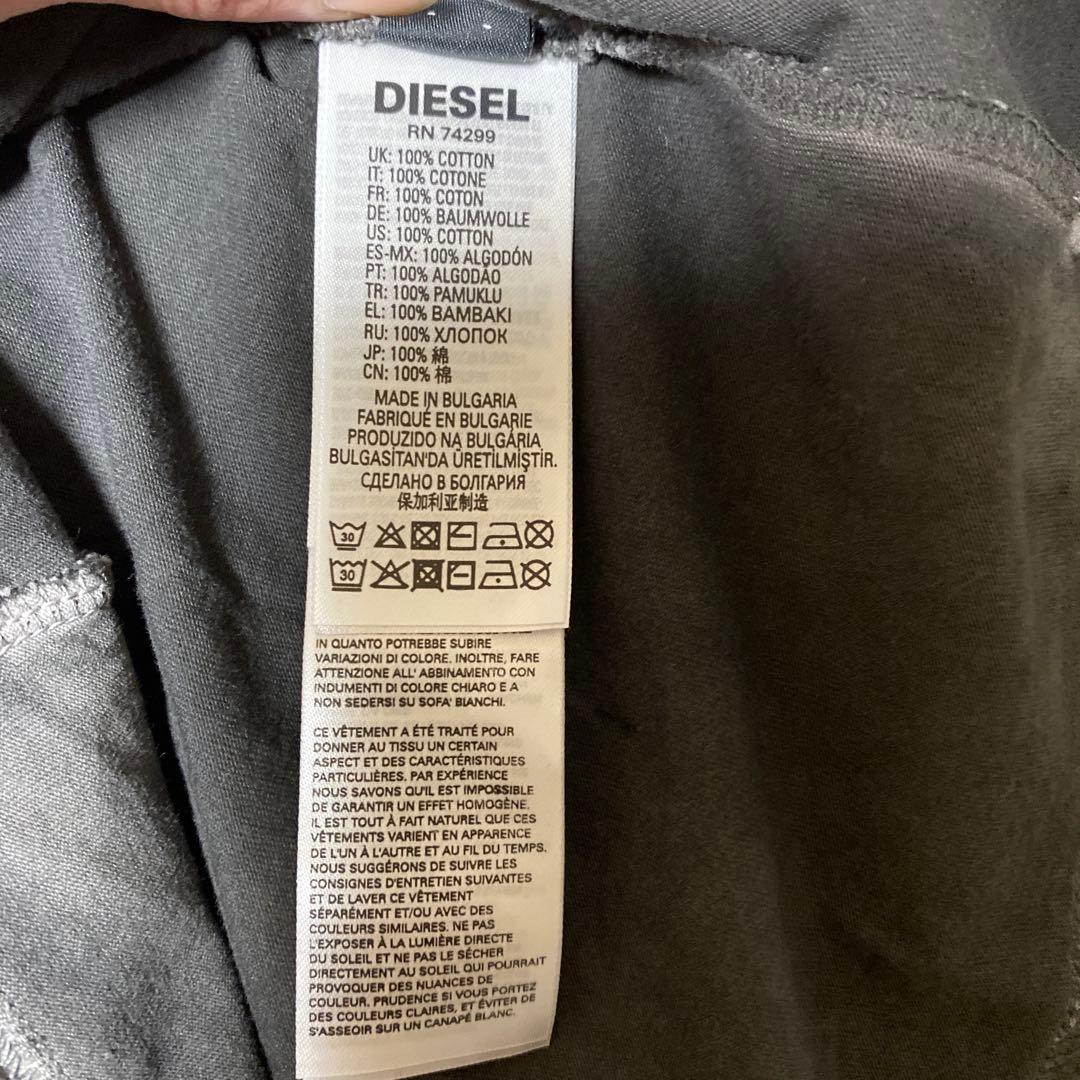 DIESEL
RN 74299
UK: 100% COTTON
IT: 100% COTONE
FR: 100% COTON
DE: 100% BAUMWOLLE
US: 100% COTTON
ES-MX: 100% ALGODÓN
PT: 100% ALGODÃO
TR: 100% PAMUKLU
EL: 100% BAMBAKI
RU: 100% ХЛОПОК
JP: 100% 綿
CN: 100% 棉
MADE IN BULGARIA
FABRIQUÉ EN BULGARIE
PRODUZIDO NA BULGÁRIA
BULGASİTAN'DA ÜRETİLMİŞTİR.
СДЕЛАНО В БОЛГАРИЯ
保加利亚制造
30
30
IN QUANTO POTREBBE SUBIRE
VARIAZIONI DI COLORE. INOLTRE, FARE
ATTENZIONE ALL' ABBINAMENTO CON
INDUMENTI DI COLORE CHIARO E A
NON SEDERSI SU SOFA' BIANCHI.
CE VÊTEMENT A ÉTÉ TRAITÉ POUR
DONNER AU TISSU UN CERTAIN
ASPECT ET DES CARACTÉRISTIQUES
PARTICULIÈRES. PAR EXPÉRIENCE
NOUS SAVONS QU'IL EST IMPOSSIBLE
DE GARANTIR UN EFFET HOMOGÈNE.
IL EST TOUT À FAIT NATUREL QUE CES
VÊTEMENTS VARIENT EN APPARENCE
DE L'UN À L'AUTRE ET AU FIL DU TEMPS.
NOUS SUGGÉRONS DE SUIVRE LES
CONSIGNES D'ENTRETIEN SUIVANTES
ET DE LAVER CE VÊTEMENT
SÉPARÉMENT ET/OU AVEC DES
COULEURS SIMILAIRES. NE PAS
L'EXPOSER À LA LUMIÈRE DIRECTE
DU SOLEIL ET NE PAS LE SÉCHER
DIRECTEMENT AU SOLEIL QUI POURRAIT
PROVOQUER DES NUANCES DE
COULEUR. PRUDENCE SI VOUS PORTEZ
DES COULEURS CLAIRES, ET ÉVITER DE
S'ASSEOIR SUR UN CANAPÉ BLANC.